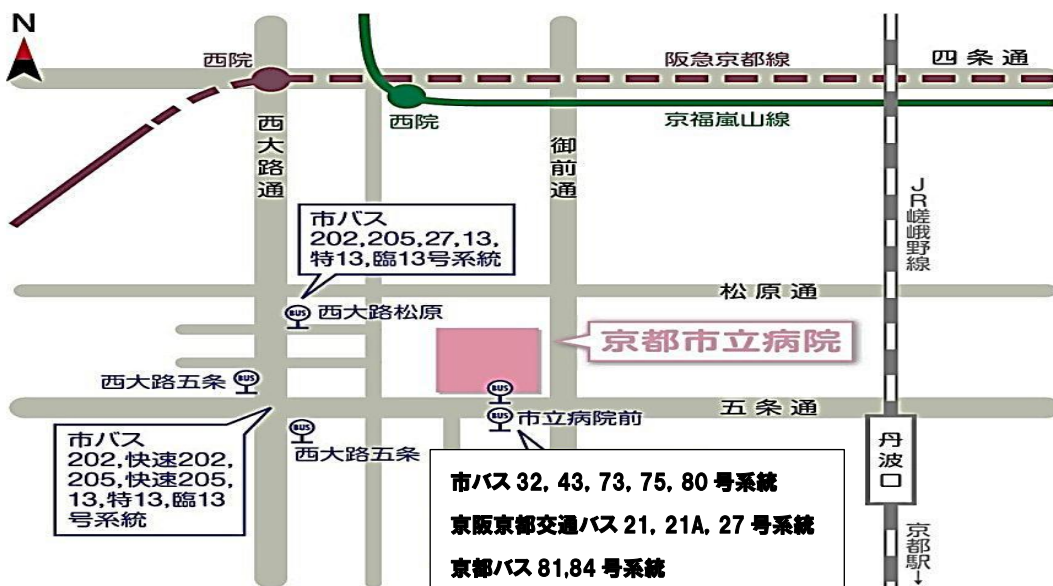 N
西院
阪急京都線
四条通
西院
京福嵐山線
西大路通
御前通
JR嵯峨野線
市バス
202,205,27,13,
特13,臨13号系統
松原通
BUS
西大路松原
京都市立病院
西大路五条
BUS
BUS
五条通
BUS
市立病院前
BUS
西大路五条
丹波口
市バス
202,快速202,
205,快速205,
13,特13,臨13
号系統
市バス 32, 43, 73, 75, 80 号系統
京阪京都交通バス 21, 21A, 27 号系統
京都バス 81,84 号系統
京都駅→